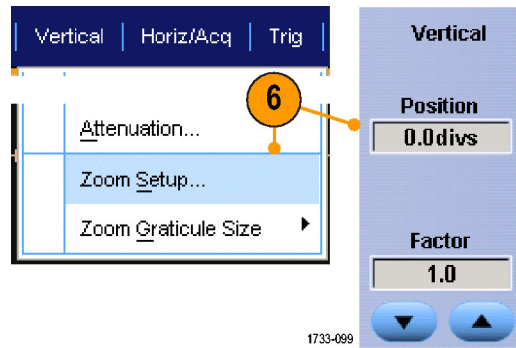 Vertical | Horiz/Acq | Trig |
6
Attenuation...
Zoom Setup...
Zoom Graticule Size
Vertical
Position
0.0divs
Factor
1.0
1733-099